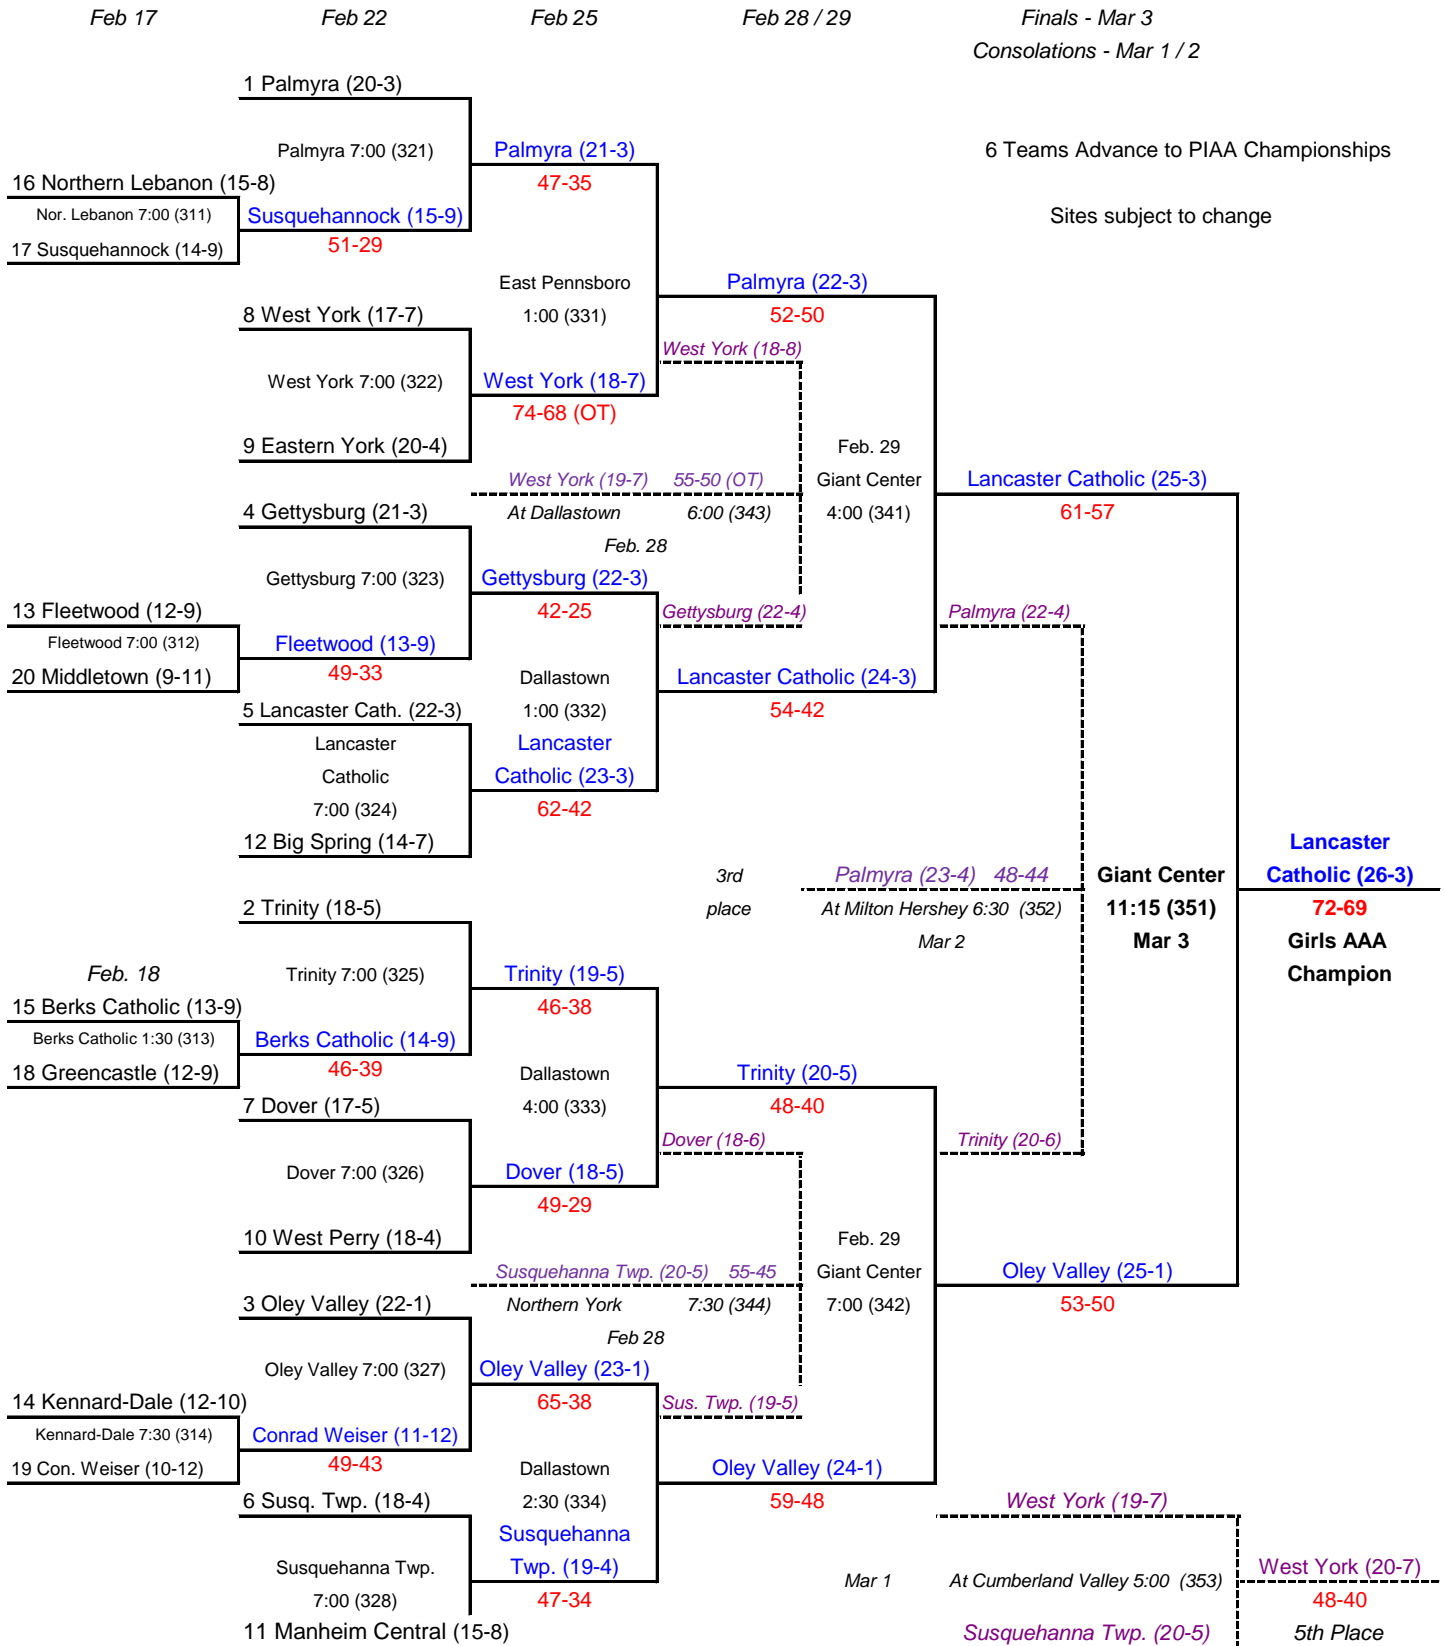 Feb 17 Feb 22 Feb 25 Feb 28 / 29 Finals - Mar 3
Consolations - Mar 1 / 2
1 Palmyra (20-3)
Palmyra 7:00 (321) Palmyra (21-3) 6 Teams Advance to PIAA Championships
16 Northern Lebanon (15-8) 47-35
Nor. Lebanon 7:00 (311) Susquehannock (15-9) Sites subject to change
17 Susquehannock (14-9) 51-29
East Pennsboro Palmyra (22-3)
8 West York (17-7) 1:00 (331) 52-50
West York (18-8)
West York 7:00 (322) West York (18-7)
74-68 (OT)
9 Eastern York (20-4) Feb. 29
West York (19-7) 55-50 (OT) Giant Center Lancaster Catholic (25-3)
4 Gettysburg (21-3) At Dallastown 6:00 (343) 4:00 (341) 61-57
Feb. 28
Gettysburg 7:00 (323) Gettysburg (22-3)
13 Fleetwood (12-9) 42-25 Gettysburg (22-4) Palmyra (22-4)
Fleetwood 7:00 (312) Fleetwood (13-9)
20 Middletown (9-11) 49-33 Dallastown Lancaster Catholic (24-3)
5 Lancaster Cath. (22-3) 1:00 (332) 54-42
Lancaster Lancaster
Catholic Catholic (23-3)
7:00 (324) 62-42
12 Big Spring (14-7) Lancaster
3rd Palmyra (23-4) 48-44 Giant Center Catholic (26-3)
2 Trinity (18-5) place At Milton Hershey 6:30 (352) 11:15 (351) 72-69
Mar 2 Mar 3 Girls AAA
Feb. 18 Trinity 7:00 (325) Trinity (19-5) Champion
15 Berks Catholic (13-9) 46-38
Berks Catholic 1:30 (313) Berks Catholic (14-9)
18 Greencastle (12-9) 46-39 Dallastown Trinity (20-5)
7 Dover (17-5) 4:00 (333) 48-40
Dover (18-6) Trinity (20-6)
Dover 7:00 (326) Dover (18-5)
49-29
10 West Perry (18-4) Feb. 29
Susquehanna Twp. (20-5) 55-45 Giant Center Oley Valley (25-1)
3 Oley Valley (22-1) Northern York 7:30 (344) 7:00 (342) 53-50
Feb 28
Oley Valley 7:00 (327) Oley Valley (23-1)
14 Kennard-Dale (12-10) 65-38 Sus. Twp. (19-5)
Kennard-Dale 7:30 (314) Conrad Weiser (11-12)
19 Con. Weiser (10-12) 49-43 Dallastown Oley Valley (24-1)
6 Susq. Twp. (18-4) 2:30 (334) 59-48 West York (19-7)
Susquehanna
Susquehanna Twp. Twp. (19-4) Mar 1 At Cumberland Valley 5:00 (353) West York (20-7)
7:00 (328) 47-34 48-40
11 Manheim Central (15-8) Susquehanna Twp. (20-5) 5th Place